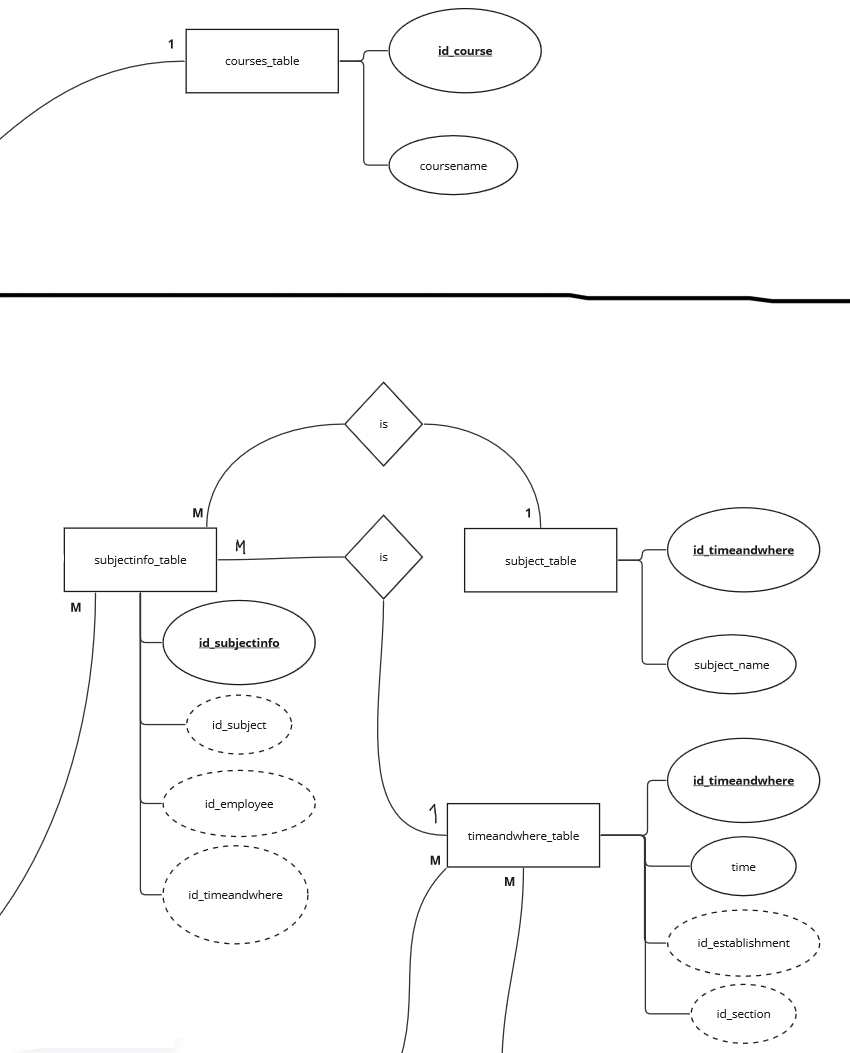 1
courses_table
id_course
coursename
is
M
1
is
M
subjectinfo_table
subject_table
id_timeandwhere
M
id_subjectinfo
subject_name
id_subject
id_timeandwhere
id_employee
1
timeandwhere_table
M
time
M
id_timeandwhere
id_establishment
id_section